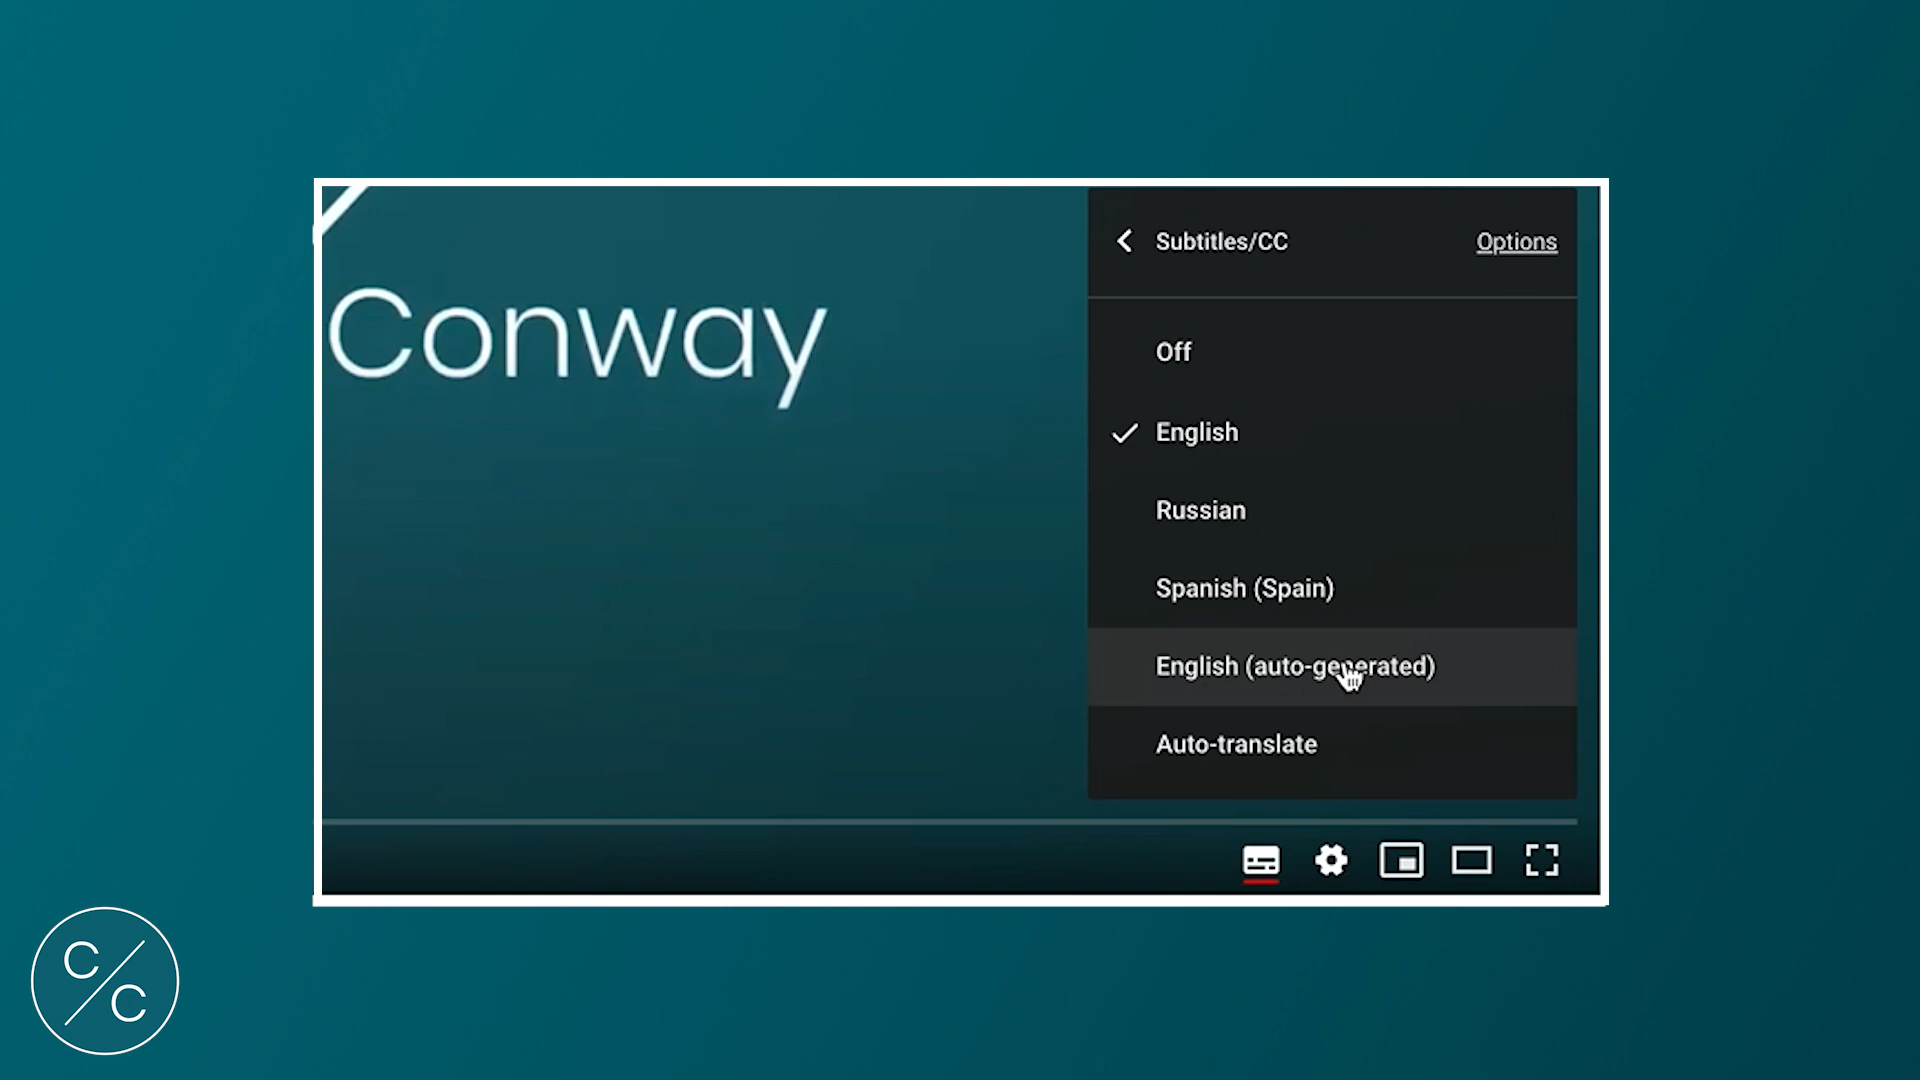 Conway
Subtitles/CC
Options
Off
English
Russian
Spanish (Spain)
English (auto-generated)
Auto-translate
C/C